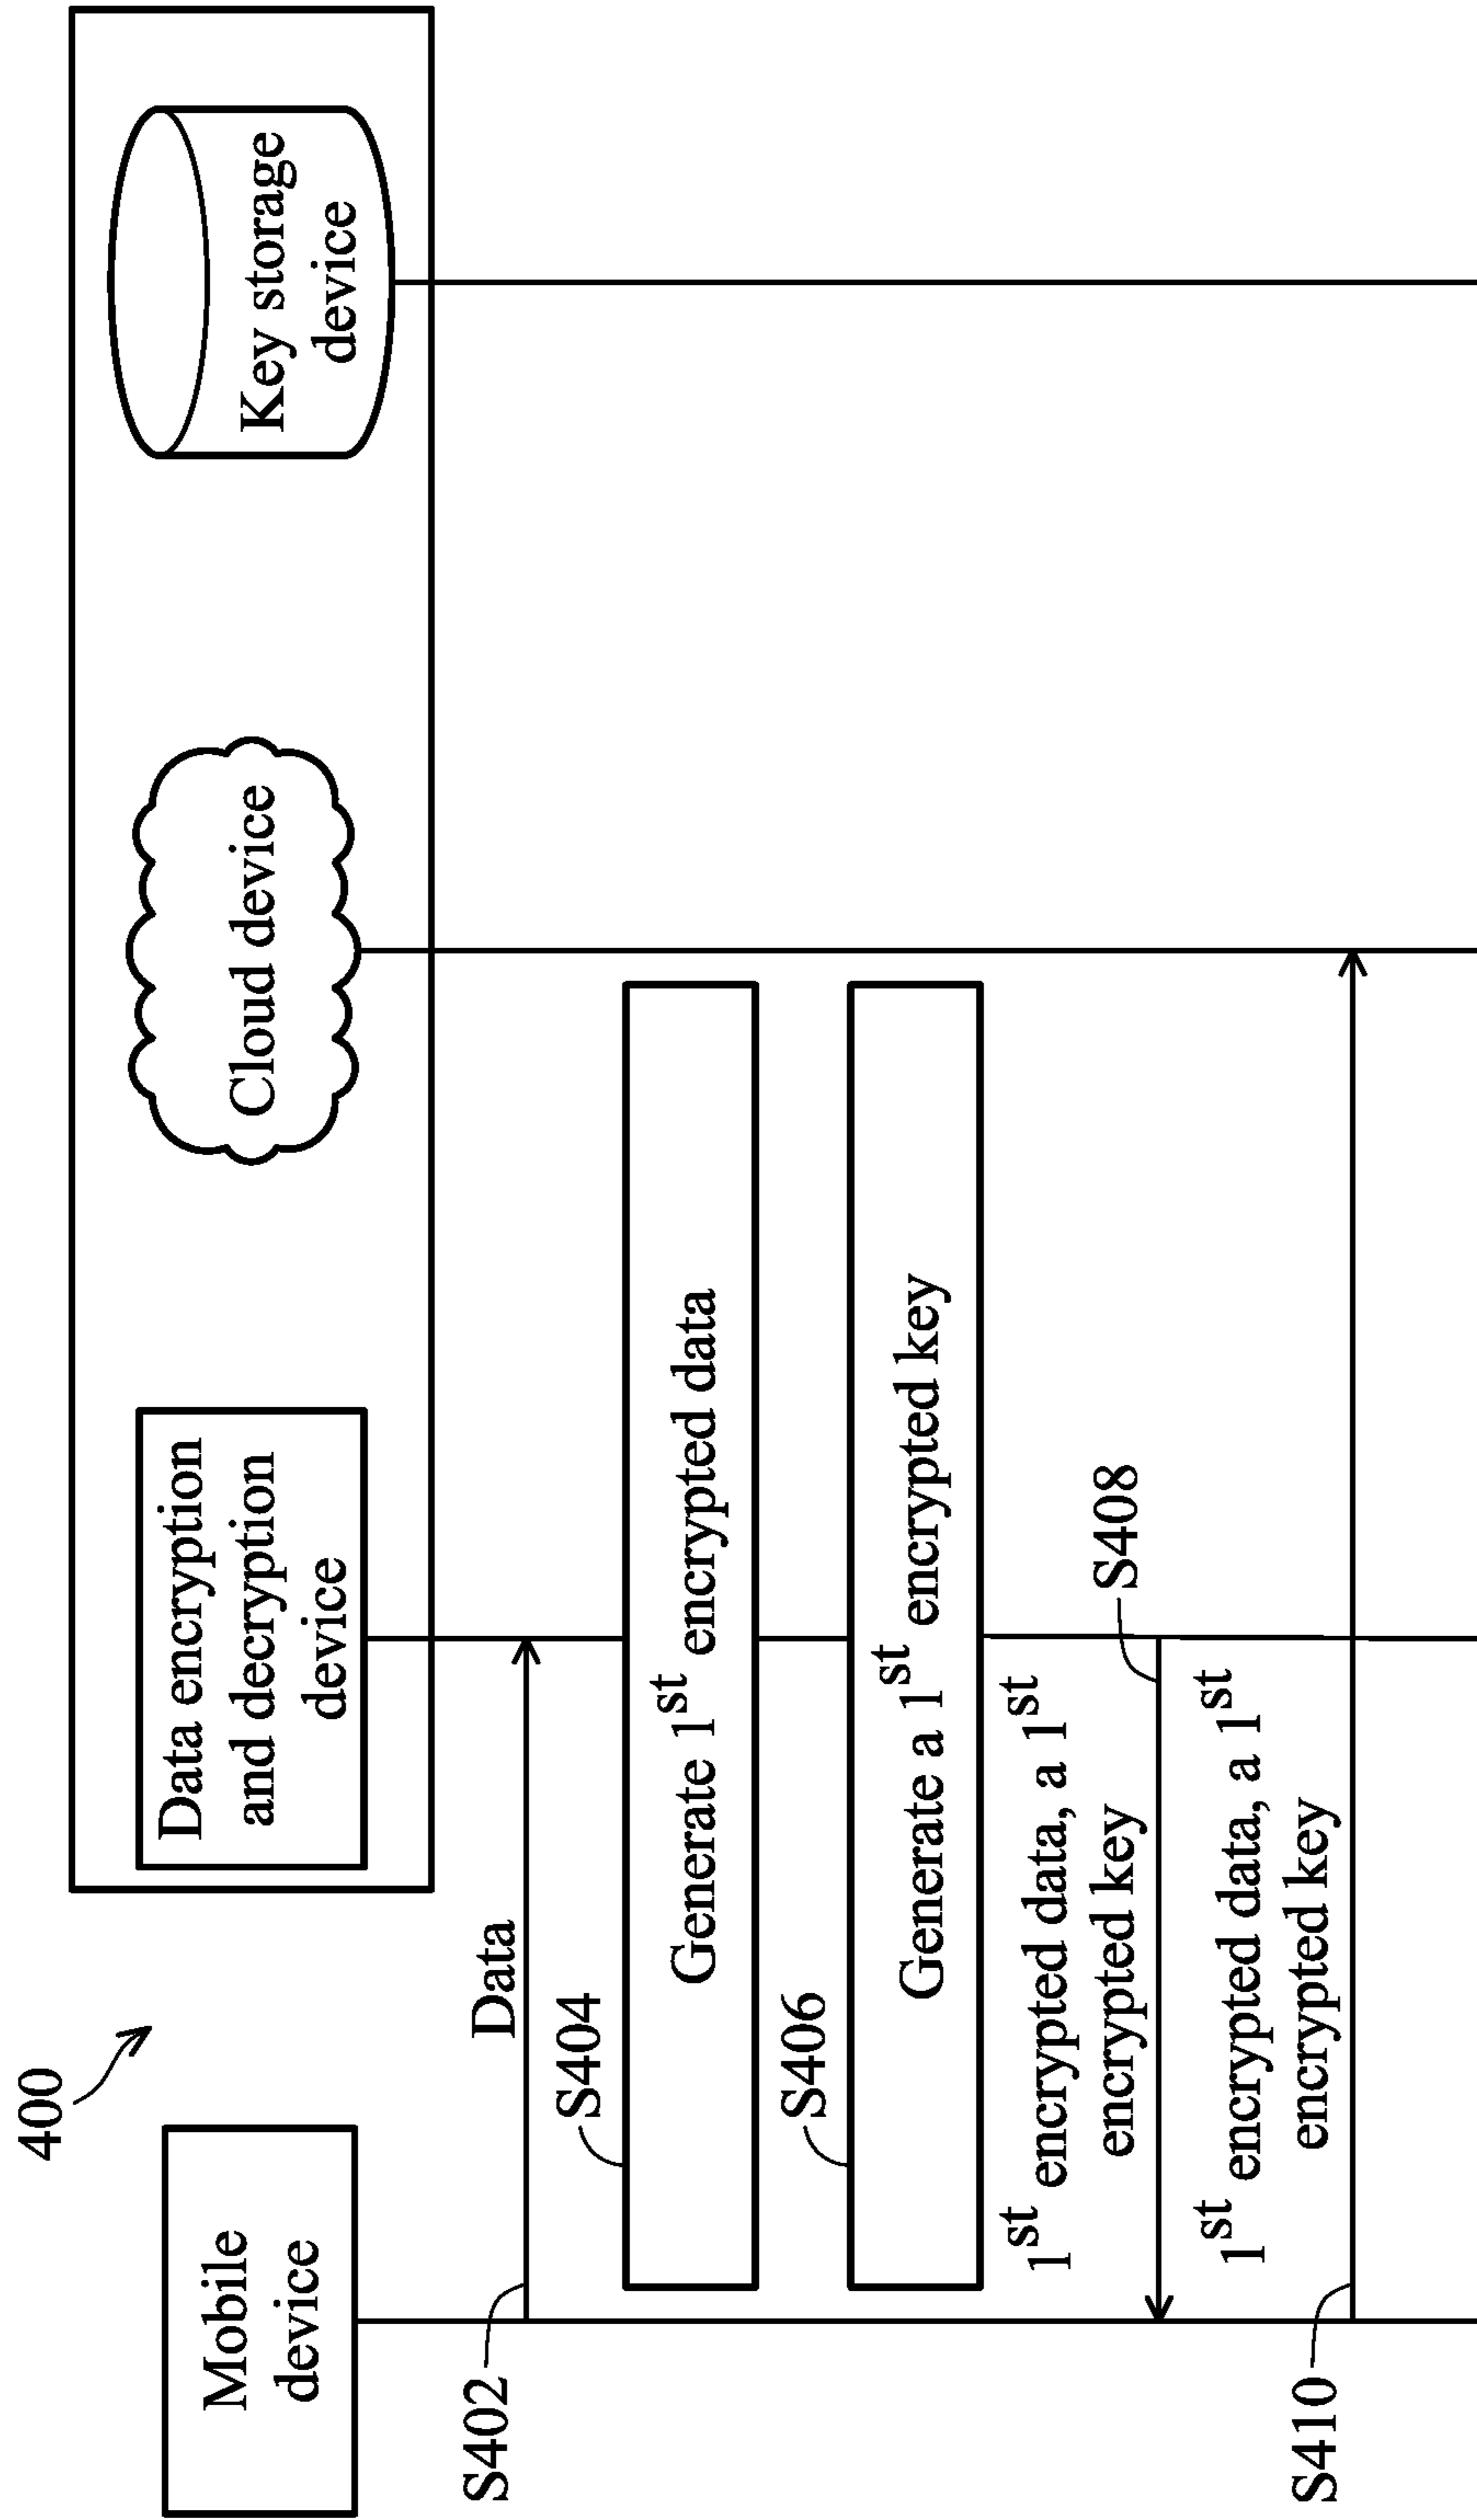 400
Mobile
device
Data encryption
and decryption
device
Cloud device
Key storage
device
S402
Data
S404
Generate 1st encrypted data
S406
Generate a 1st encrypted key
1st encrypted data, a 1st
encrypted key
S408
1st encrypted data, a 1st
encrypted key
S410